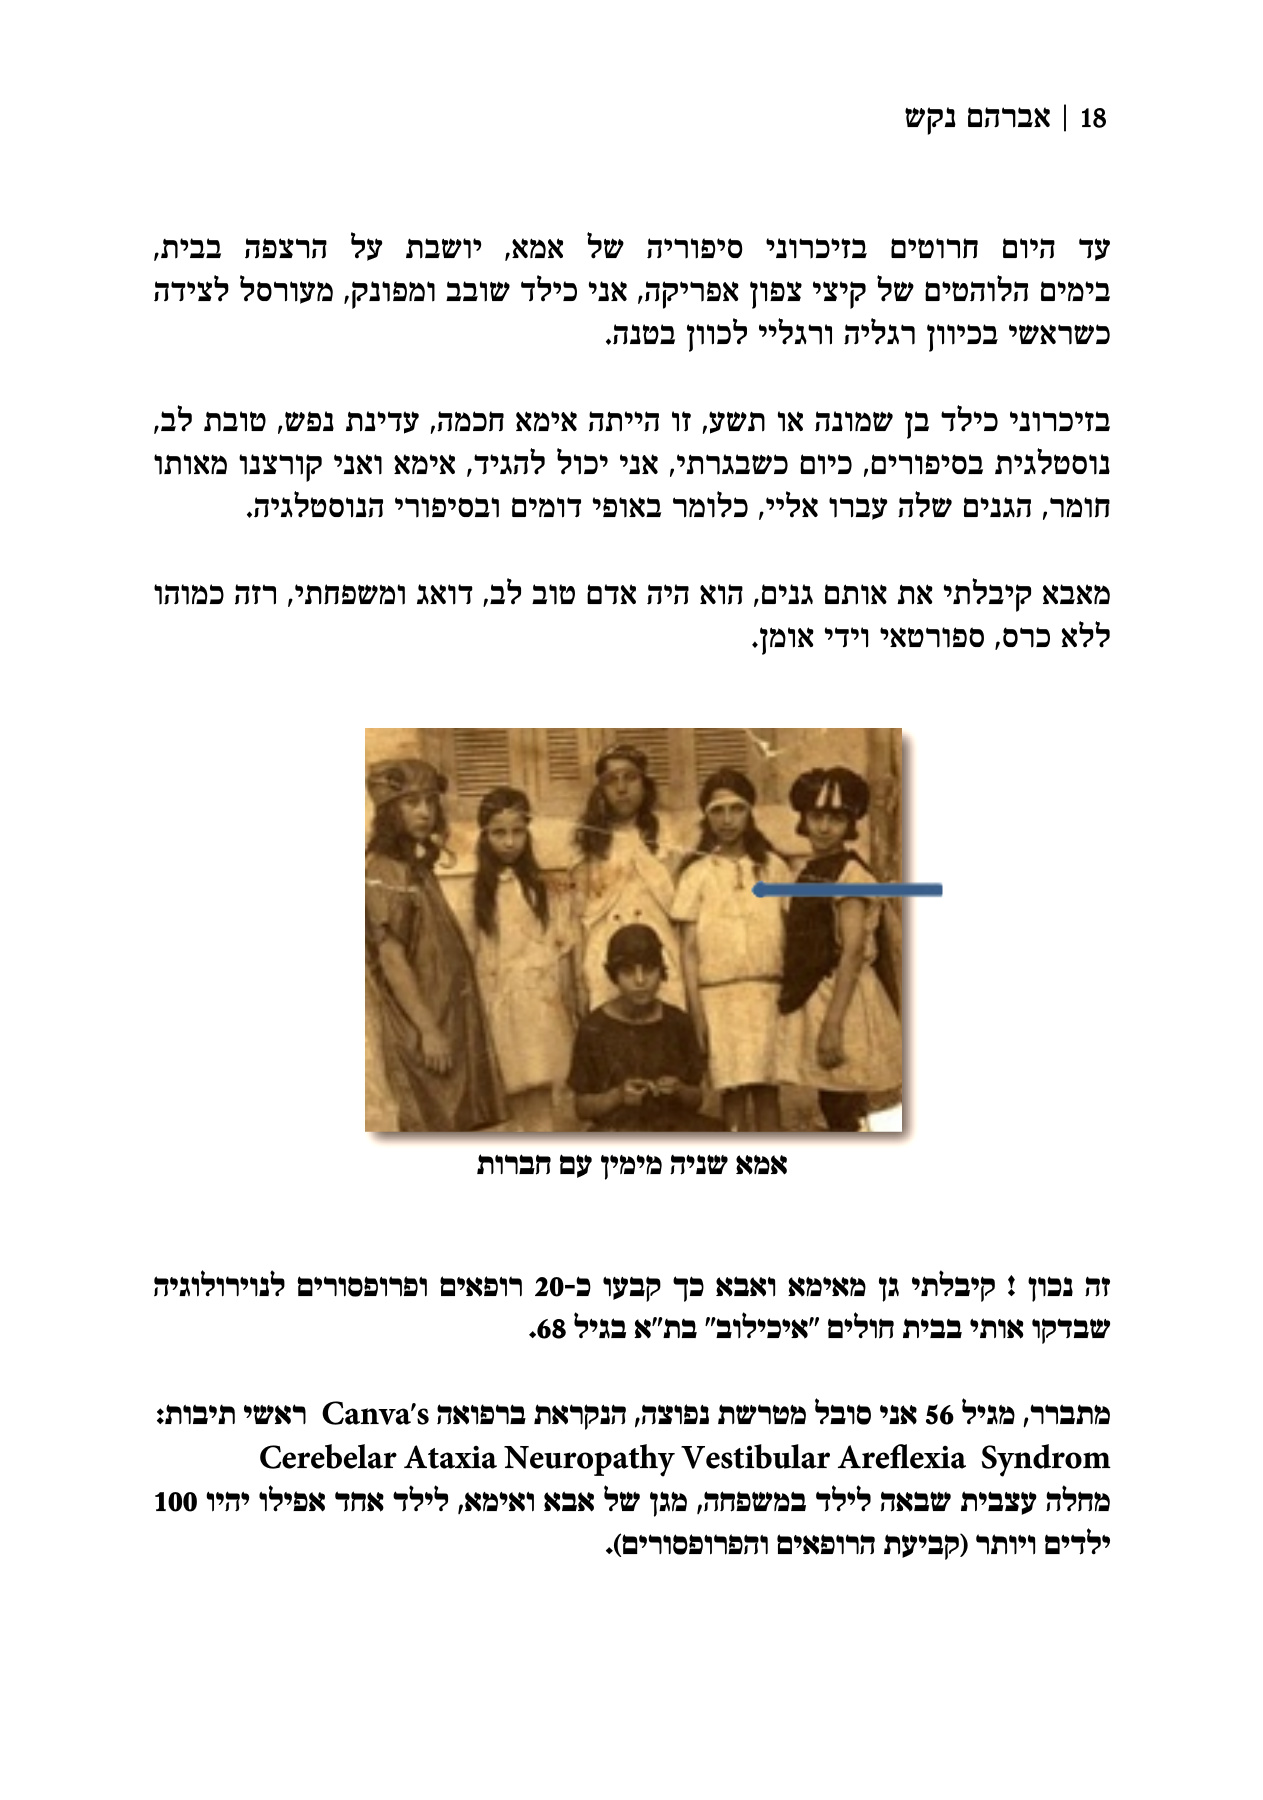 18 | אברהם נקש
עד היום חרוטים בזיכרוני סיפוריה של אמא, יושבת על הרצפה בבית,
בימים הלוהטים של קיצי צפון אפריקה, אני כילד שובב ומפונק, מעורסל לצידה
כשראשי בכיוון רגליה ורגליי לכוון בטנה.
בזיכרוני כילד בן שמונה או תשע, זו הייתה אימא חכמה, עדינת נפש, טובת לב,
נוסטלגית בסיפורים, כיום כשבגרתי, אני יכול להגיד, אימא ואני קורצנו מאותו
חומר, הגנים שלה עברו אליי, כלומר באופי דומים ובסיפורי הנוסטלגיה.
מאבא קיבלתי את אותם גנים, הוא היה אדם טוב לב, דואג ומשפחתי, רזה כמוהו
ללא כרס, ספורטאי וידי אומן.
אמא שניה מימין עם חברות
זה נכון ! קיבלתי גן מאימא ואבא כך קבעו כ-20 רופאים ופרופסורים לנוירולוגיה
שבדקו אותי בבית חולים "איכילוב" בת"א בגיל 68.
מתברר, מגיל 56 אני סובל מטרשת נפוצה, הנקראת ברפואה Canva's ראשי תיבות:
Cerebelar Ataxia Neuropathy Vestibular Areflexia Syndrom
מחלה עצבית שבאה לילד במשפחה, מגן של אבא ואימא, לילד אחד אפילו יהיו 100
ילדים ויותר (קביעת הרופאים והפרופסורים).